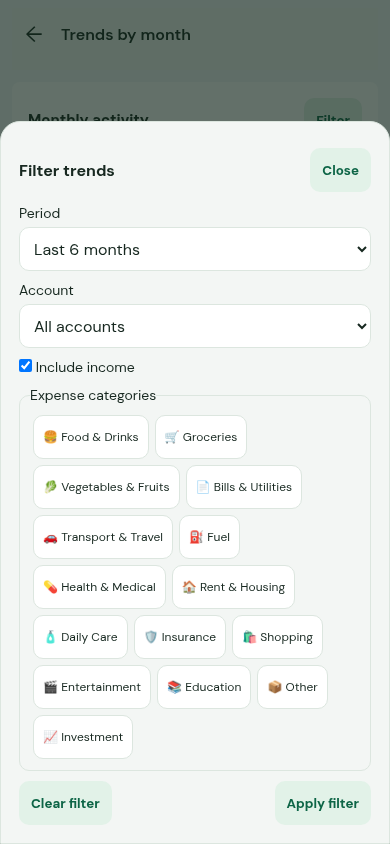 Trends by month
Monthly activity
Filter
Filter trends
Close
Period
Last 6 months
Account
All accounts
Include income
Expense categories
🍔 Food & Drinks
🛒 Groceries
🥬 Vegetables & Fruits
📄 Bills & Utilities
🚗 Transport & Travel
⛽ Fuel
💊 Health & Medical
🏠 Rent & Housing
🧴 Daily Care
🛡️ Insurance
🛍️ Shopping
🎬 Entertainment
📚 Education
📦 Other
📈 Investment
Clear filter
Apply filter